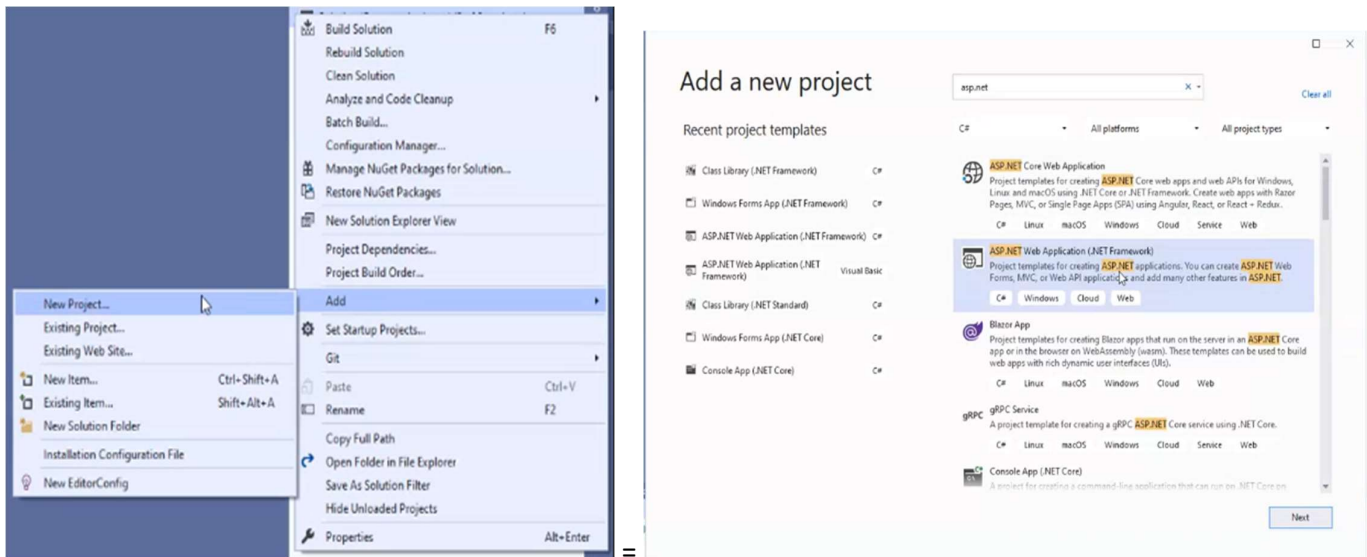 Build Solution F6
Rebuild Solution
Clean Solution
Analyze and Code Cleanup
Batch Build...
Configuration Manager...
Manage NuGet Packages for Solution...
Restore NuGet Packages
New Solution Explorer View
Project Dependencies...
Project Build Order...
Add
Set Startup Projects...
Git
Paste Ctrl+V
Rename F2
Copy Full Path
Open Folder in File Explorer
Save As Solution Filter
Hide Unloaded Projects
Properties Alt+Enter
New Project...
Existing Project...
Existing Web Site...
New Item... Ctrl+Shift+A
Existing Item... Shift+Alt+A
New Solution Folder
Installation Configuration File
New EditorConfig
=
Add a new project
asp.net
Clear all
Recent project templates
C# All platforms All project types
Class Library (.NET Framework) C#
Windows Forms App (.NET Framework) C#
ASP.NET Web Application (.NET Framework) C#
ASP.NET Web Application (.NET
Framework) Visual Basic
Class Library (.NET Standard) C#
Windows Forms App (.NET Core) C#
Console App (.NET Core) C#
ASP.NET Core Web Application
Project templates for creating ASP.NET Core web apps and web APIs for Windows,
Linux and macOS using .NET Core or .NET Framework. Create web apps with Razor
Pages, MVC, or Single Page Apps (SPA) using Angular, React, or React + Redux.
C# Linux macOS Windows Cloud Service Web
ASP.NET Web Application (.NET Framework)
Project templates for creating ASP.NET applications. You can create ASP.NET Web
Forms, MVC, or Web API applications and add many other features in ASP.NET.
C# Windows Cloud Web
Blazor App
Project templates for creating Blazor apps that run on the server in an ASP.NET Core
app or in the browser on WebAssembly (wasm). These templates can be used to build
web apps with rich dynamic user interfaces (UIs).
C# Linux macOS Windows Cloud Web
gRPC gRPC Service
A project template for creating a gRPC ASP.NET Core service using .NET Core.
C# Linux macOS Windows Cloud Service Web
Console App (.NET Core)
A project for creating a command-line application that can run on .NET Core on
Next